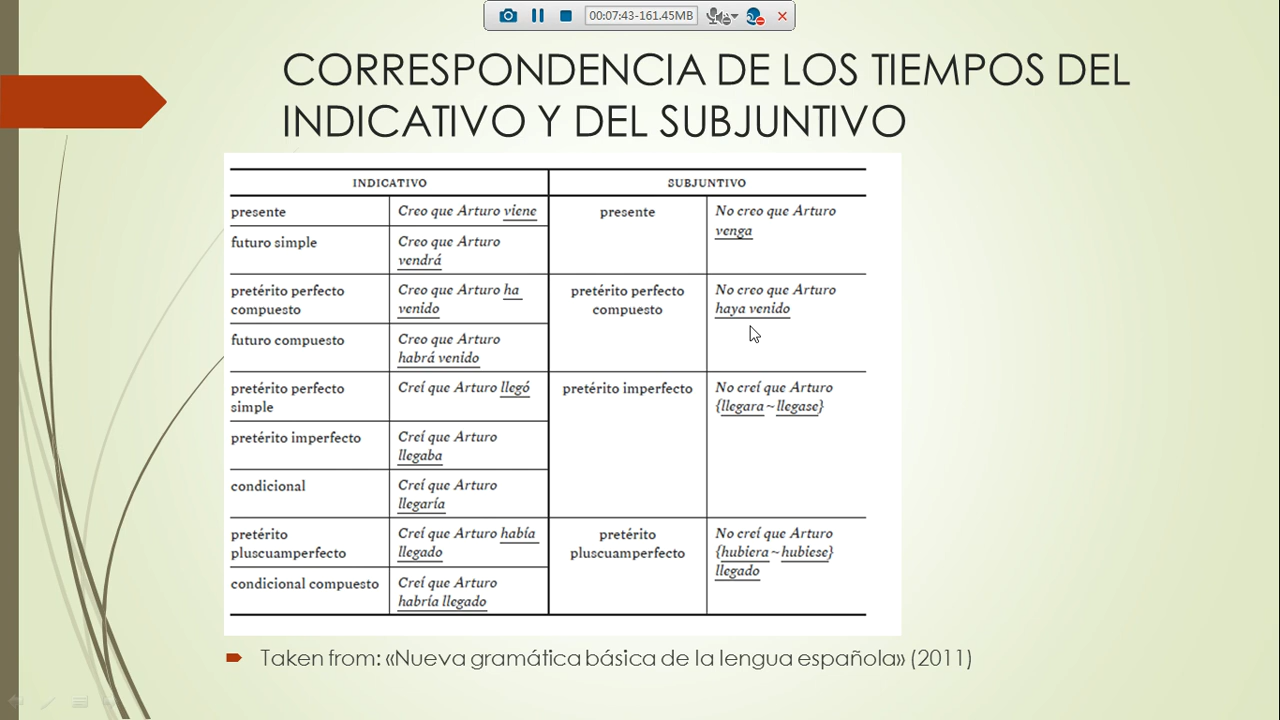 00:07:43-161.45MB
CORRESPONDENCIA DE LOS TIEMPOS DEL
INDICATIVO Y DEL SUBJUNTIVO
INDICATIVO
SUBJUNTIVO
presente
Creo que Arturo viene
presente
No creo que Arturo
venga
futuro simple
Creo que Arturo
vendrá
pretérito perfecto
compuesto
Creo que Arturo ha
venido
pretérito perfecto
compuesto
No creo que Arturo
haya venido
futuro compuesto
Creo que Arturo
habrá venido
pretérito perfecto
simple
Creí que Arturo llegó
pretérito imperfecto
No creí que Arturo
{llegara ~ llegase}
pretérito imperfecto
Creí que Arturo
llegaba
condicional
Creí que Arturo
llegaría
pretérito
pluscuamperfecto
Creí que Arturo había
llegado
pretérito
pluscuamperfecto
No creí que Arturo
{hubiera ~ hubiese}
llegado
condicional compuesto
Creí que Arturo
habría llegado
Taken from: «Nueva gramática básica de la lengua española» (2011)